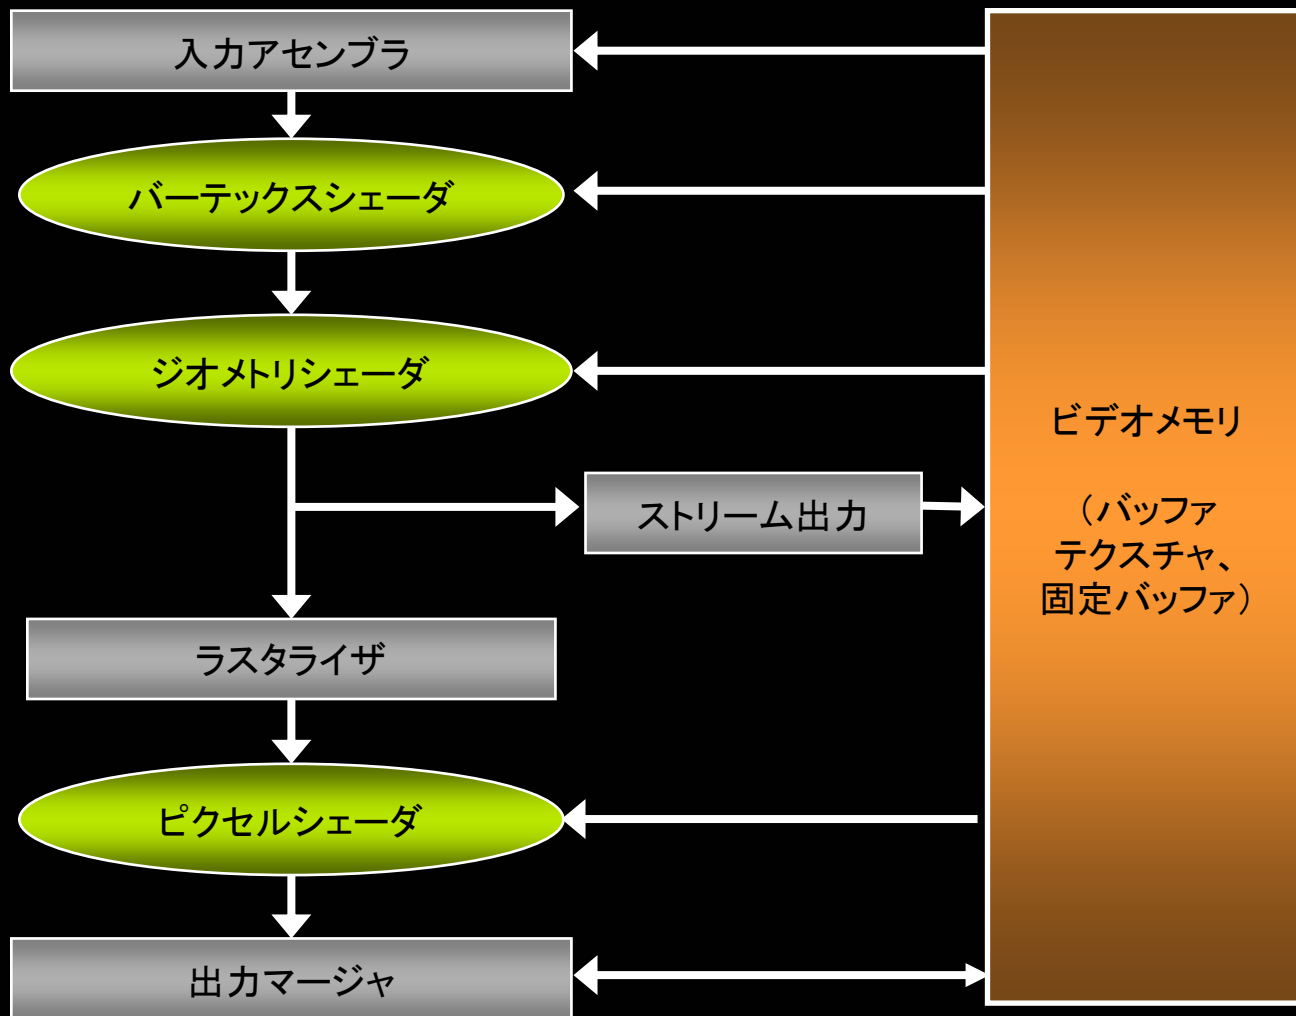 入力アセンブラ
バーテックスシェーダ
ジオメトリシェーダ
ストリーム出力
ラスタライザ
ピクセルシェーダ
出力マージャ
ビデオメモリ
（バッファ
テクスチャ、
固定バッファ）